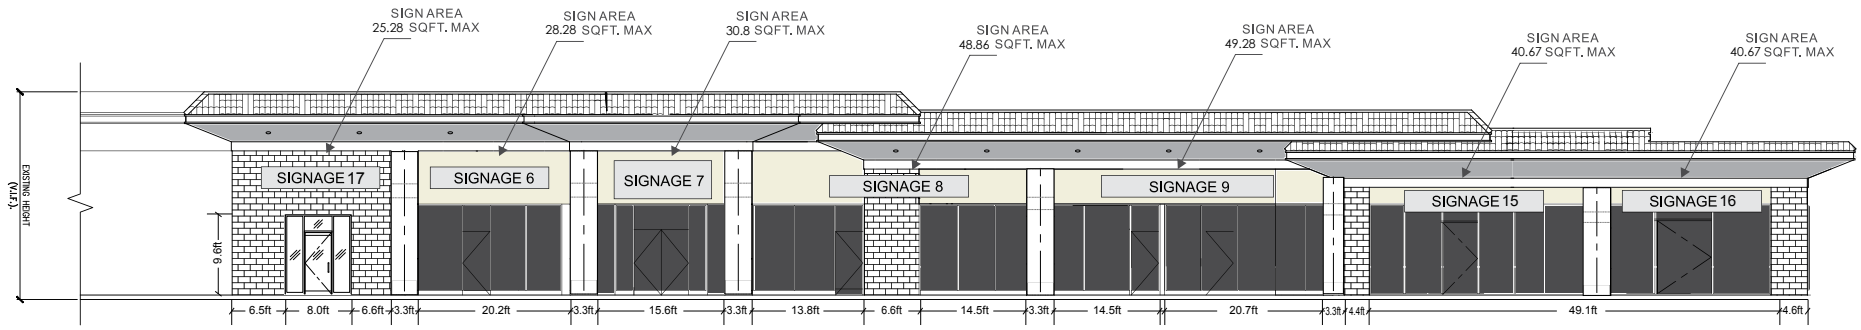 SIGN AREA
25.28 SQFT. MAX
SIGN AREA
28.28 SQFT. MAX
SIGN AREA
30.8 SQFT. MAX
SIGN AREA
48.86 SQFT. MAX
SIGN AREA
49.28 SQFT. MAX
SIGN AREA
40.67 SQFT. MAX
SIGN AREA
40.67 SQFT. MAX
EXISTING HEIGHT
(V.I.F.),
SIGNAGE 17
SIGNAGE 6
SIGNAGE 7
SIGNAGE 8
SIGNAGE 9
SIGNAGE 15
SIGNAGE 16
9.6ft
6.5ft 8.0ft 6.6ft 3.3ft 20.2ft 3.3ft 15.6ft 3.3ft 13.8ft 6.6ft 14.5ft 3.3ft 14.5ft 20.7ft 3.3ft 4.4ft 49.1ft 4.6ft